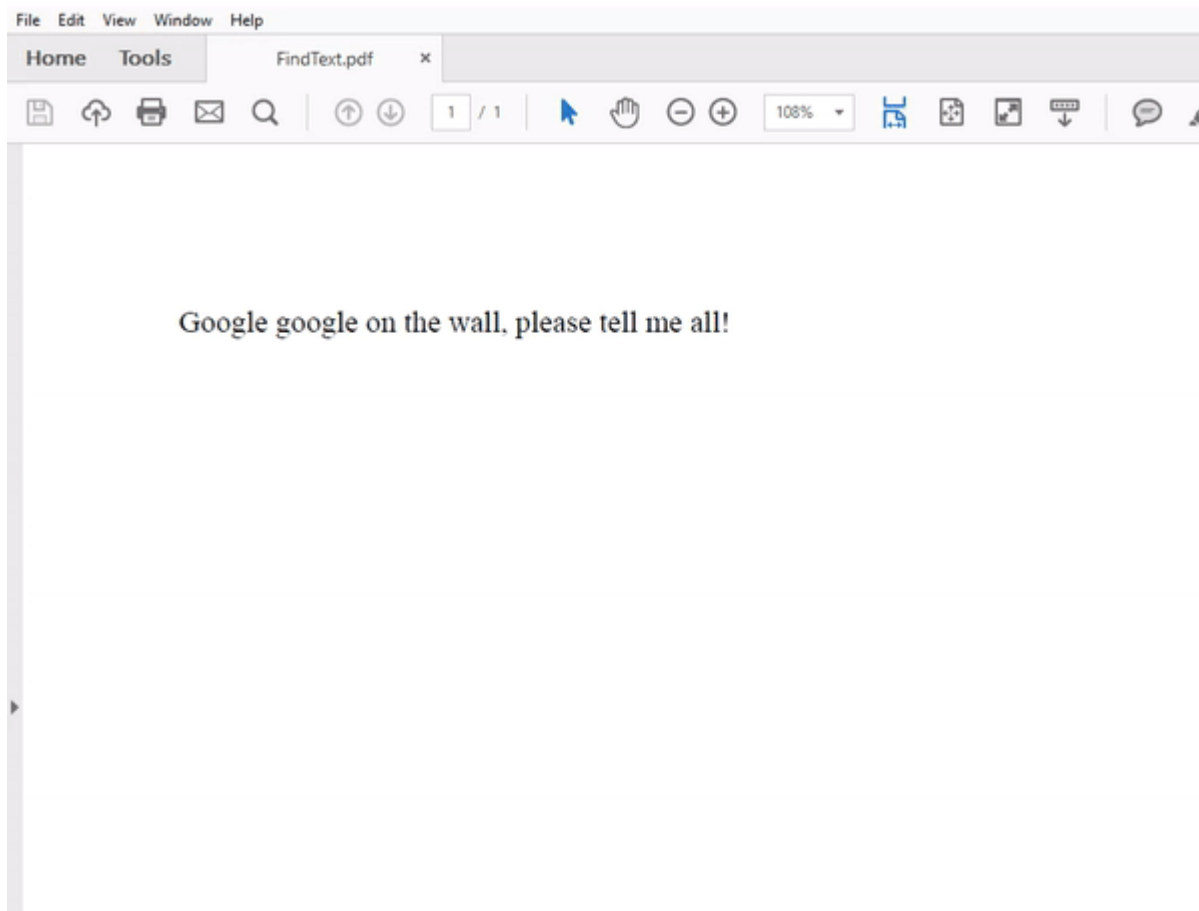 File Edit View Window Help
Home Tools FindText.pdf ×
1 / 1 108%
Google google on the wall, please tell me all!